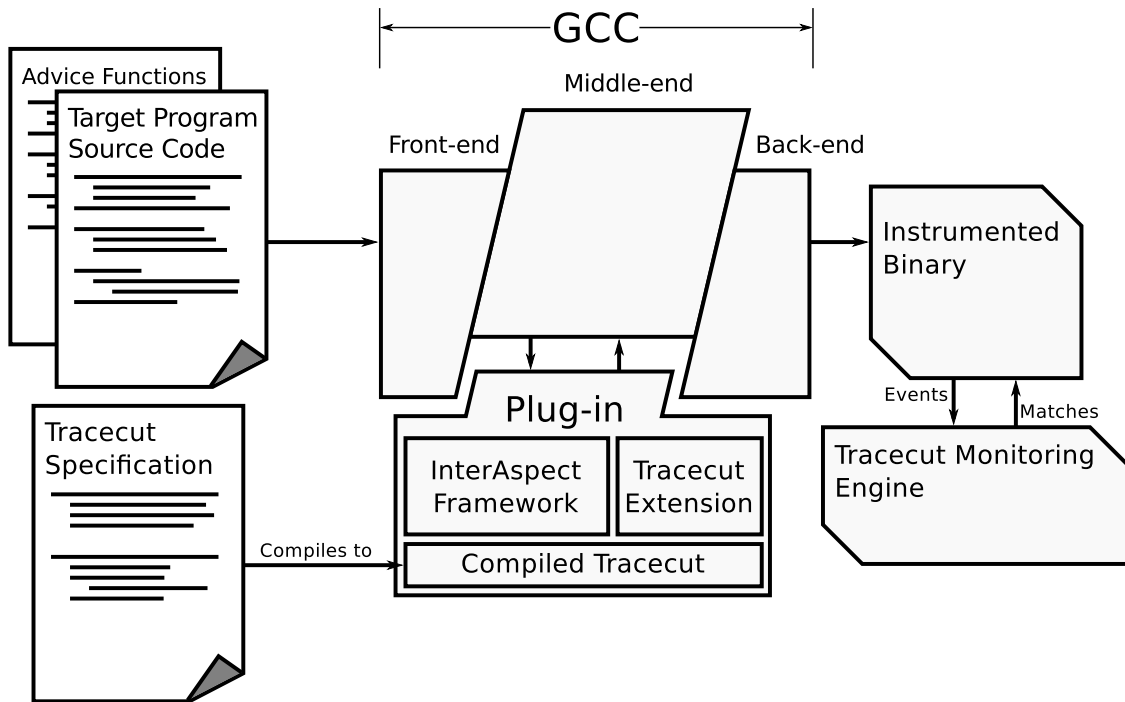 GCC
Middle-end
Front-end
Back-end
Advice Functions
Target Program
Source Code
Instrumented
Binary
Events
Matches
Plug-in
InterAspect
Framework
Tracecut
Extension
Compiled Tracecut
Tracecut
Specification
Compiles to
Tracecut Monitoring
Engine